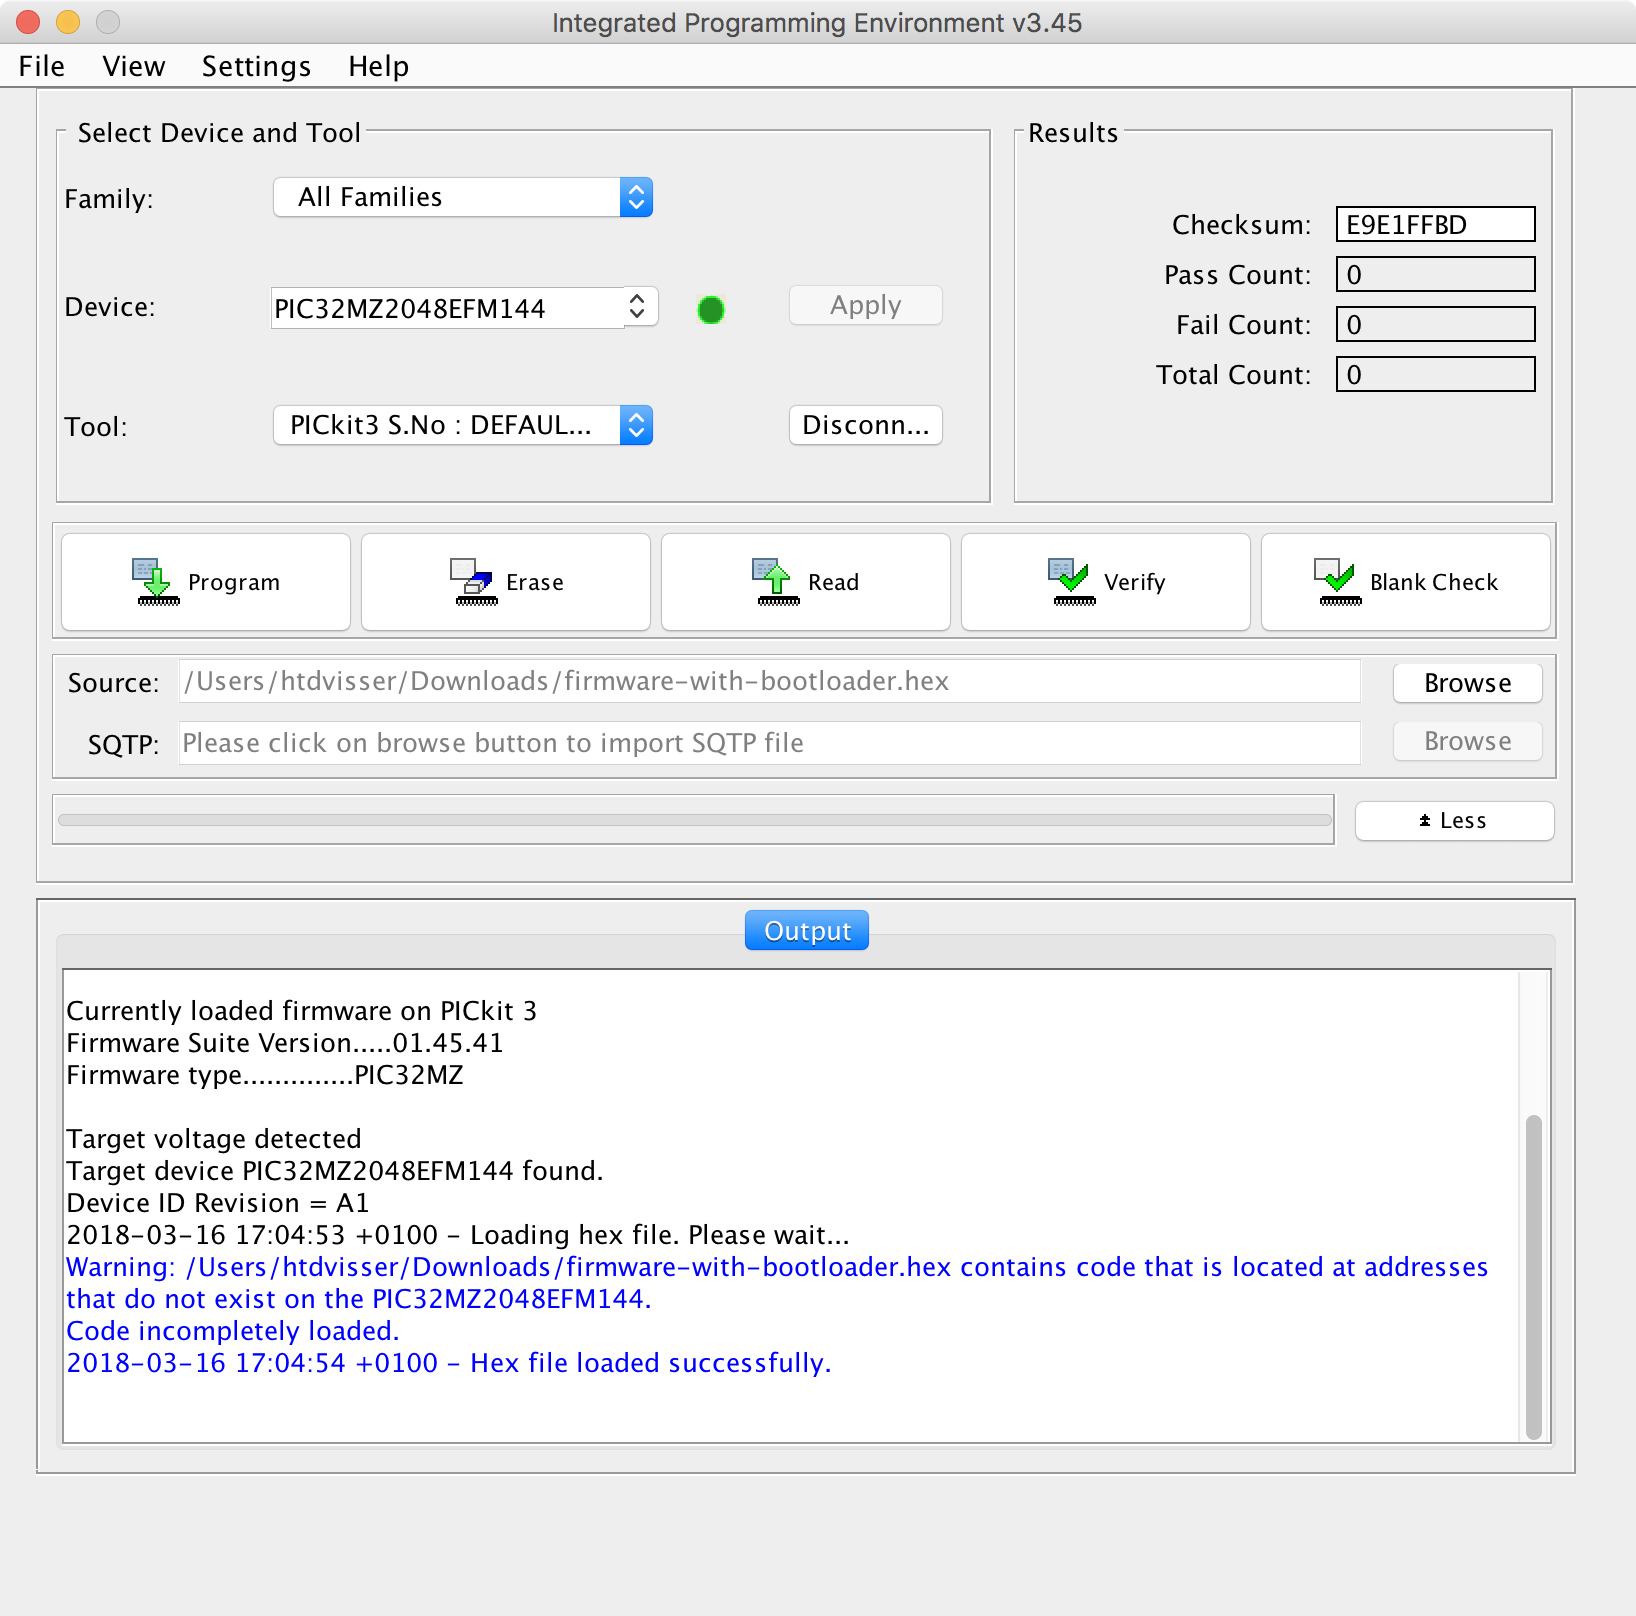 Integrated Programming Environment v3.45
File View Settings Help
Select Device and Tool
Family: All Families
Device: PIC32MZ2048EFM144 Apply
Tool: PICkit3 S.No : DEFAUL... Disconn...
Results
Checksum: E9E1FFBD
Pass Count: 0
Fail Count: 0
Total Count: 0
Program Erase Read Verify Blank Check
Source: /Users/htdvisser/Downloads/firmware-with-bootloader.hex Browse
SQTP: Please click on browse button to import SQTP file Browse
Less
Output
Currently loaded firmware on PICkit 3
Firmware Suite Version.....01.45.41
Firmware type..............PIC32MZ
Target voltage detected
Target device PIC32MZ2048EFM144 found.
Device ID Revision = A1
2018-03-16 17:04:53 +0100 - Loading hex file. Please wait...
Warning: /Users/htdvisser/Downloads/firmware-with-bootloader.hex contains code that is located at addresses
that do not exist on the PIC32MZ2048EFM144.
Code incompletely loaded.
2018-03-16 17:04:54 +0100 - Hex file loaded successfully.